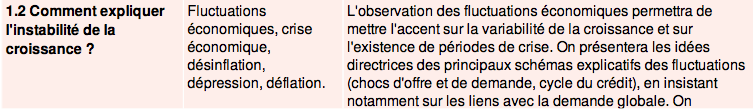 1.2 Comment expliquer
l'instabilité de la
croissance ?
Fluctuations
économiques, crise
économique,
désinflation,
dépression, déflation.
L'observation des fluctuations économiques permettra de
mettre l'accent sur la variabilité de la croissance et sur
l'existence de périodes de crise. On présentera les idées
directrices des principaux schémas explicatifs des fluctuations
(chocs d'offre et de demande, cycle du crédit), en insistant
notamment sur les liens avec la demande globale. On